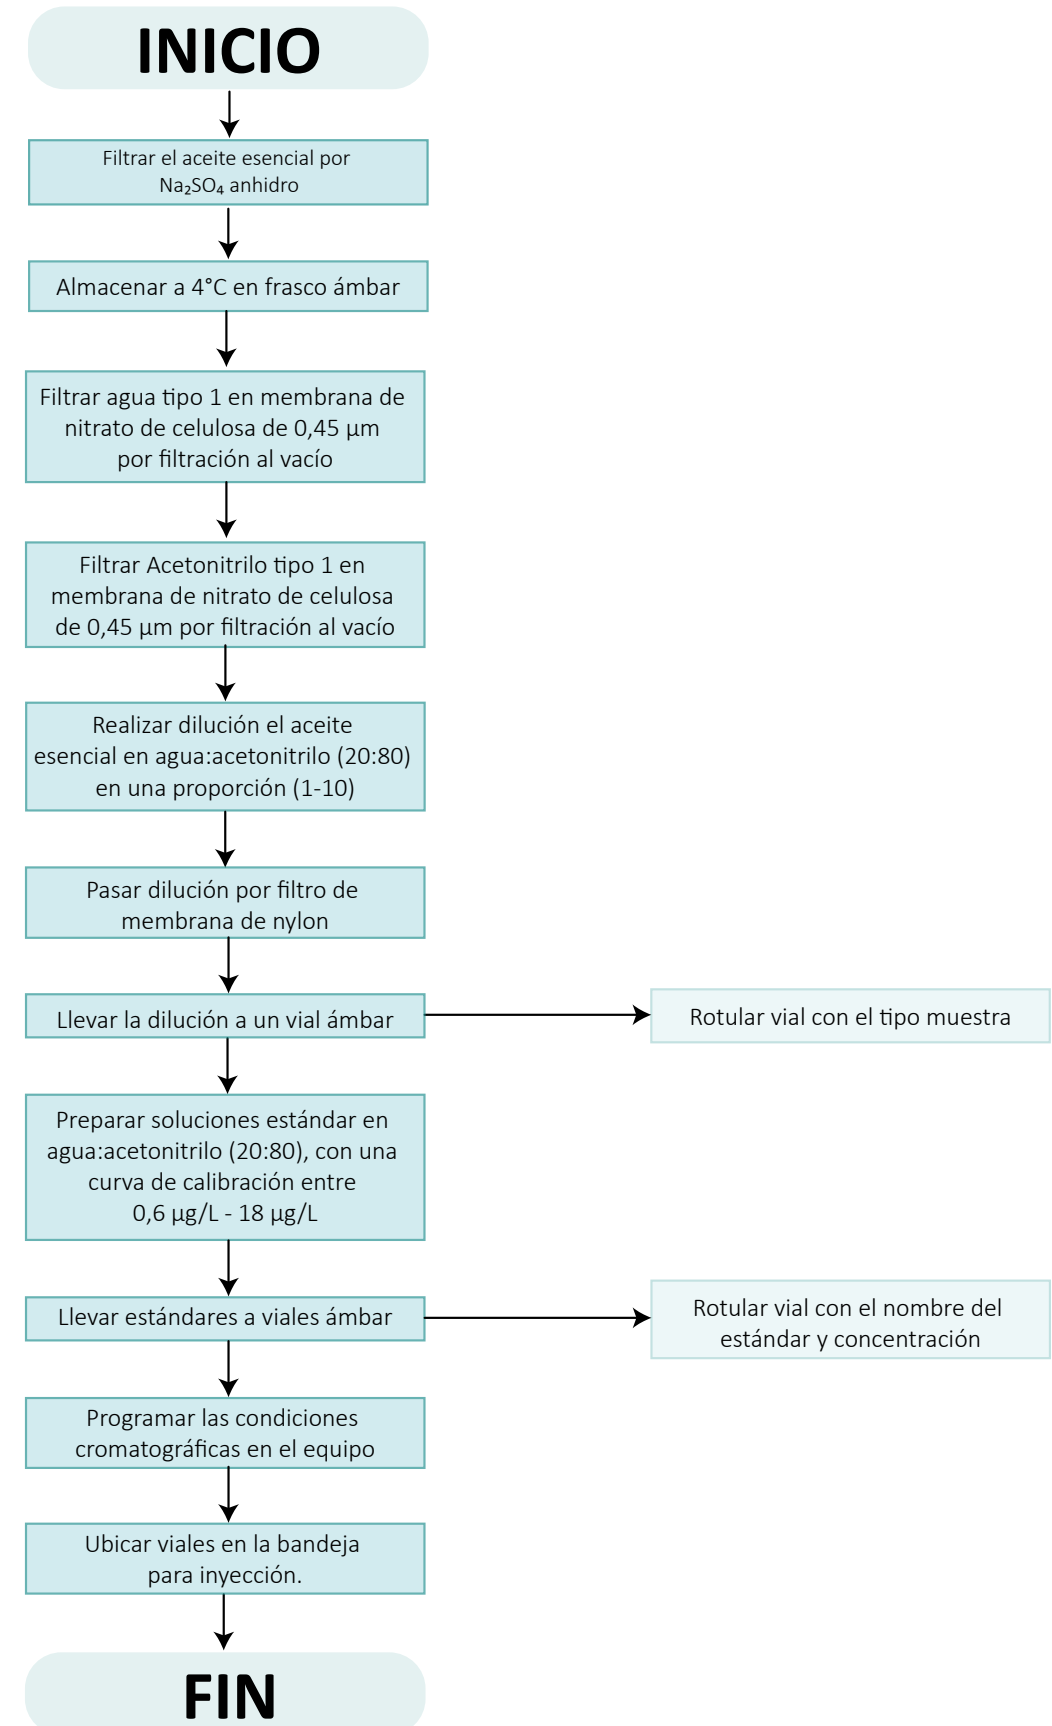 INICIO
Filtrar el aceite esencial por
Na₂SO₄ anhidro
Almacenar a 4°C en frasco ámbar
Filtrar agua tipo 1 en membrana de
nitrato de celulosa de 0,45 µm
por filtración al vacío
Filtrar Acetonitrilo tipo 1 en
membrana de nitrato de celulosa
de 0,45 µm por filtración al vacío
Realizar dilución el aceite
esencial en agua:acetonitrilo (20:80)
en una proporción (1-10)
Pasar dilución por filtro de
membrana de nylon
Llevar la dilución a un vial ámbar
Rotular vial con el tipo muestra
Preparar soluciones estándar en
agua:acetonitrilo (20:80), con una
curva de calibración entre
0,6 µg/L - 18 µg/L
Llevar estándares a viales ámbar
Rotular vial con el nombre del
estándar y concentración
Programar las condiciones
cromatográficas en el equipo
Ubicar viales en la bandeja
para inyección.
FIN